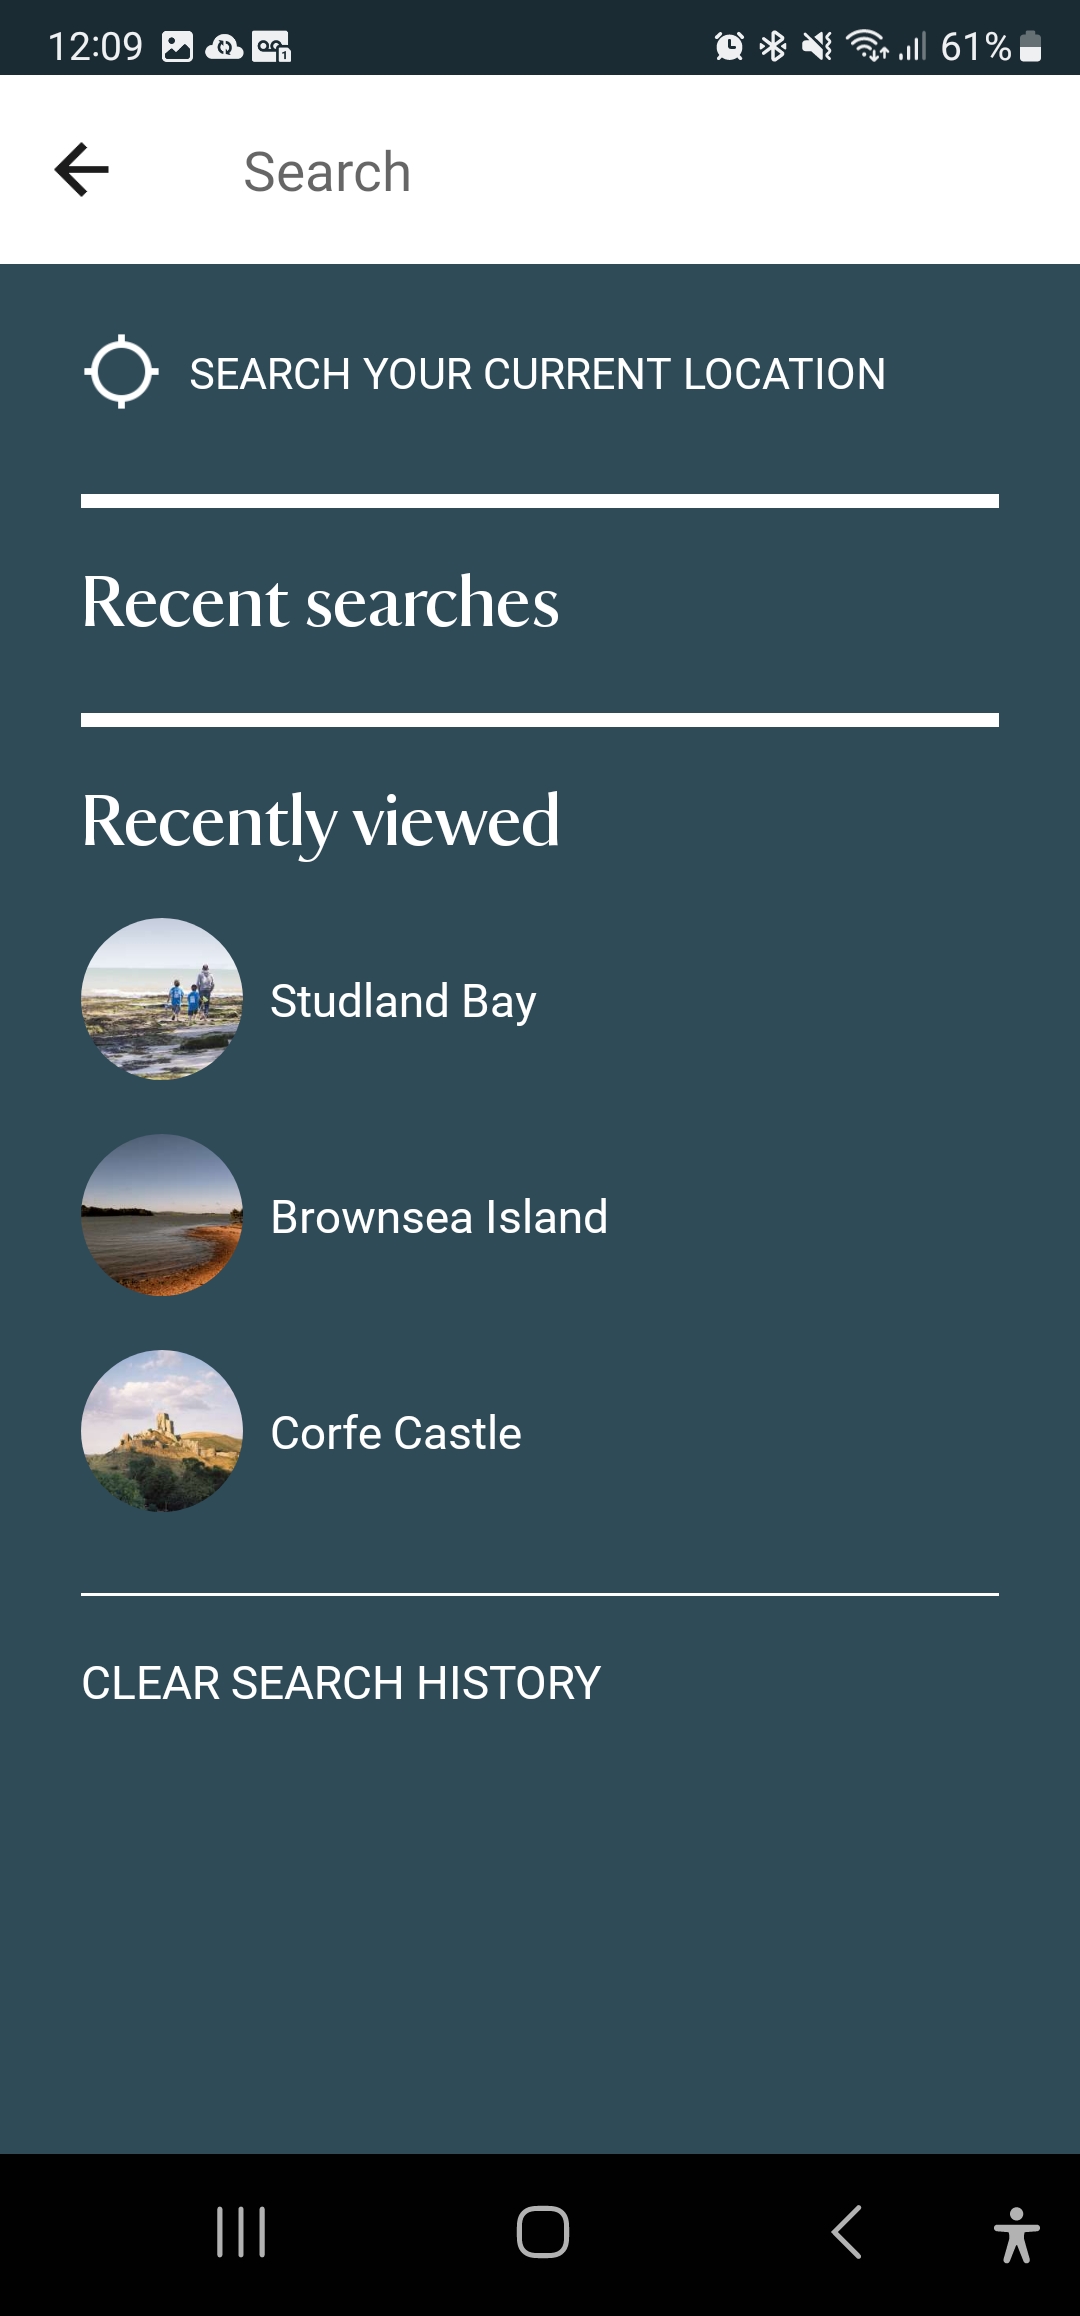 12:09
61%
Search
SEARCH YOUR CURRENT LOCATION
Recent searches
Recently viewed
Studland Bay
Brownsea Island
Corfe Castle
CLEAR SEARCH HISTORY